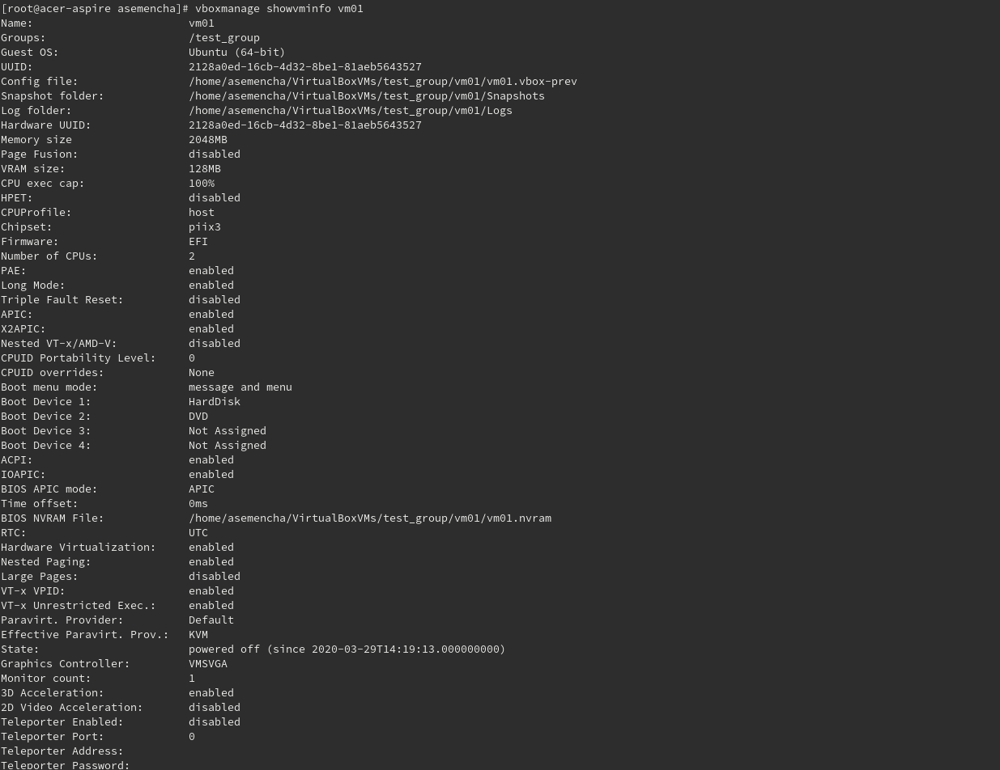 [root@acer-aspire asemencha]# vboxmanage showvminfo vm01
Name:                        vm01
Groups:                      /test_group
Guest OS:                    Ubuntu (64-bit)
UUID:                        2128a0ed-16cb-4d32-8be1-81aeb5643527
Config file:                 /home/asemencha/VirtualBoxVMs/test_group/vm01/vm01.vbox-prev
Snapshot folder:             /home/asemencha/VirtualBoxVMs/test_group/vm01/Snapshots
Log folder:                  /home/asemencha/VirtualBoxVMs/test_group/vm01/Logs
Hardware UUID:               2128a0ed-16cb-4d32-8be1-81aeb5643527
Memory size                  2048MB
Page Fusion:                 disabled
VRAM size:                   128MB
CPU exec cap:                100%
HPET:                        disabled
CPUProfile:                  host
Chipset:                     piix3
Firmware:                    EFI
Number of CPUs:              2
PAE:                         enabled
Long Mode:                   enabled
Triple Fault Reset:          disabled
APIC:                        enabled
X2APIC:                      enabled
Nested VT-x/AMD-V:           disabled
CPUID Portability Level:     0
CPUID overrides:             None
Boot menu mode:              message and menu
Boot Device 1:               HardDisk
Boot Device 2:               DVD
Boot Device 3:               Not Assigned
Boot Device 4:               Not Assigned
ACPI:                        enabled
IOAPIC:                      enabled
BIOS APIC mode:              APIC
Time offset:                 0ms
BIOS NVRAM File:             /home/asemencha/VirtualBoxVMs/test_group/vm01/vm01.nvram
RTC:                         UTC
Hardware Virtualization:     enabled
Nested Paging:               enabled
Large Pages:                 disabled
VT-x VPID:                   enabled
VT-x Unrestricted Exec.:     enabled
Paravirt. Provider:          Default
Effective Paravirt. Prov.:   KVM
State:                       powered off (since 2020-03-29T14:19:13.000000000)
Graphics Controller:         VMSVGA
Monitor count:               1
3D Acceleration:             enabled
2D Video Acceleration:       disabled
Teleporter Enabled:          disabled
Teleporter Port:             0
Teleporter Address:
Teleporter Password: